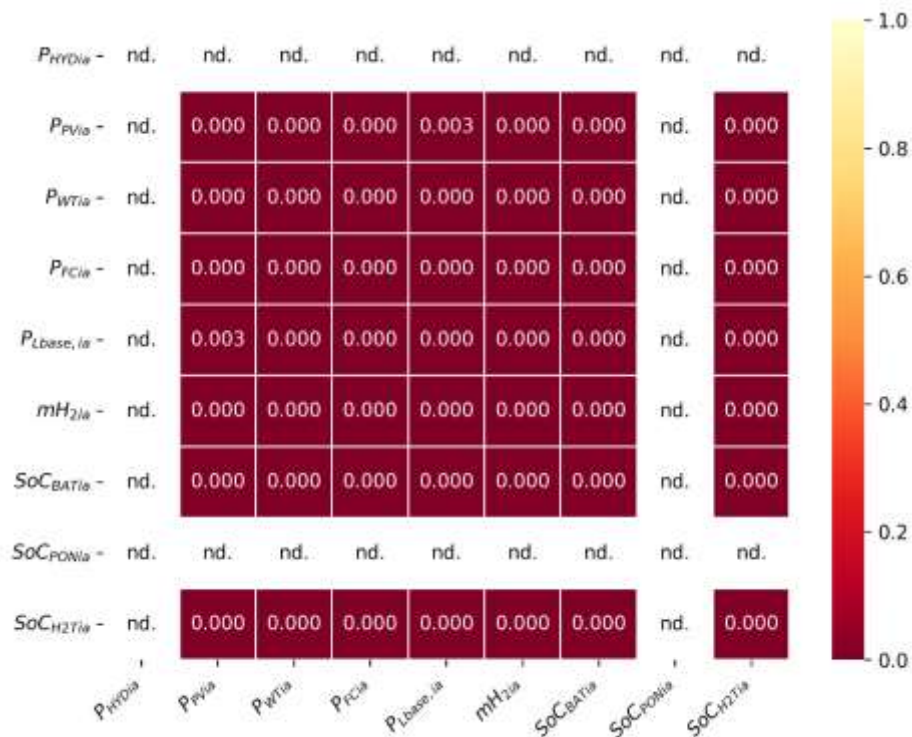 1.0
P_HYDia - nd. nd. nd. nd. nd. nd. nd. nd. nd.
P_PVia - nd. 0.000 0.000 0.000 0.003 0.000 0.000 nd. 0.000
0.8
P_WTia - nd. 0.000 0.000 0.000 0.000 0.000 0.000 nd. 0.000
0.6
P_FCia - nd. 0.000 0.000 0.000 0.000 0.000 0.000 nd. 0.000
P_Lbase,ia - nd. 0.003 0.000 0.000 0.000 0.000 0.000 nd. 0.000
0.4
mH_2ia - nd. 0.000 0.000 0.000 0.000 0.000 0.000 nd. 0.000
SoC_BATia - nd. 0.000 0.000 0.000 0.000 0.000 0.000 nd. 0.000
0.2
SoC_PONia - nd. nd. nd. nd. nd. nd. nd. nd. nd.
SoC_H2Tia - nd. 0.000 0.000 0.000 0.000 0.000 0.000 nd. 0.000
0.0
P_HYDia P_PVia P_WTia P_FCia P_Lbase,ia mH_2ia SoC_BATia SoC_PONia SoC_H2Tia